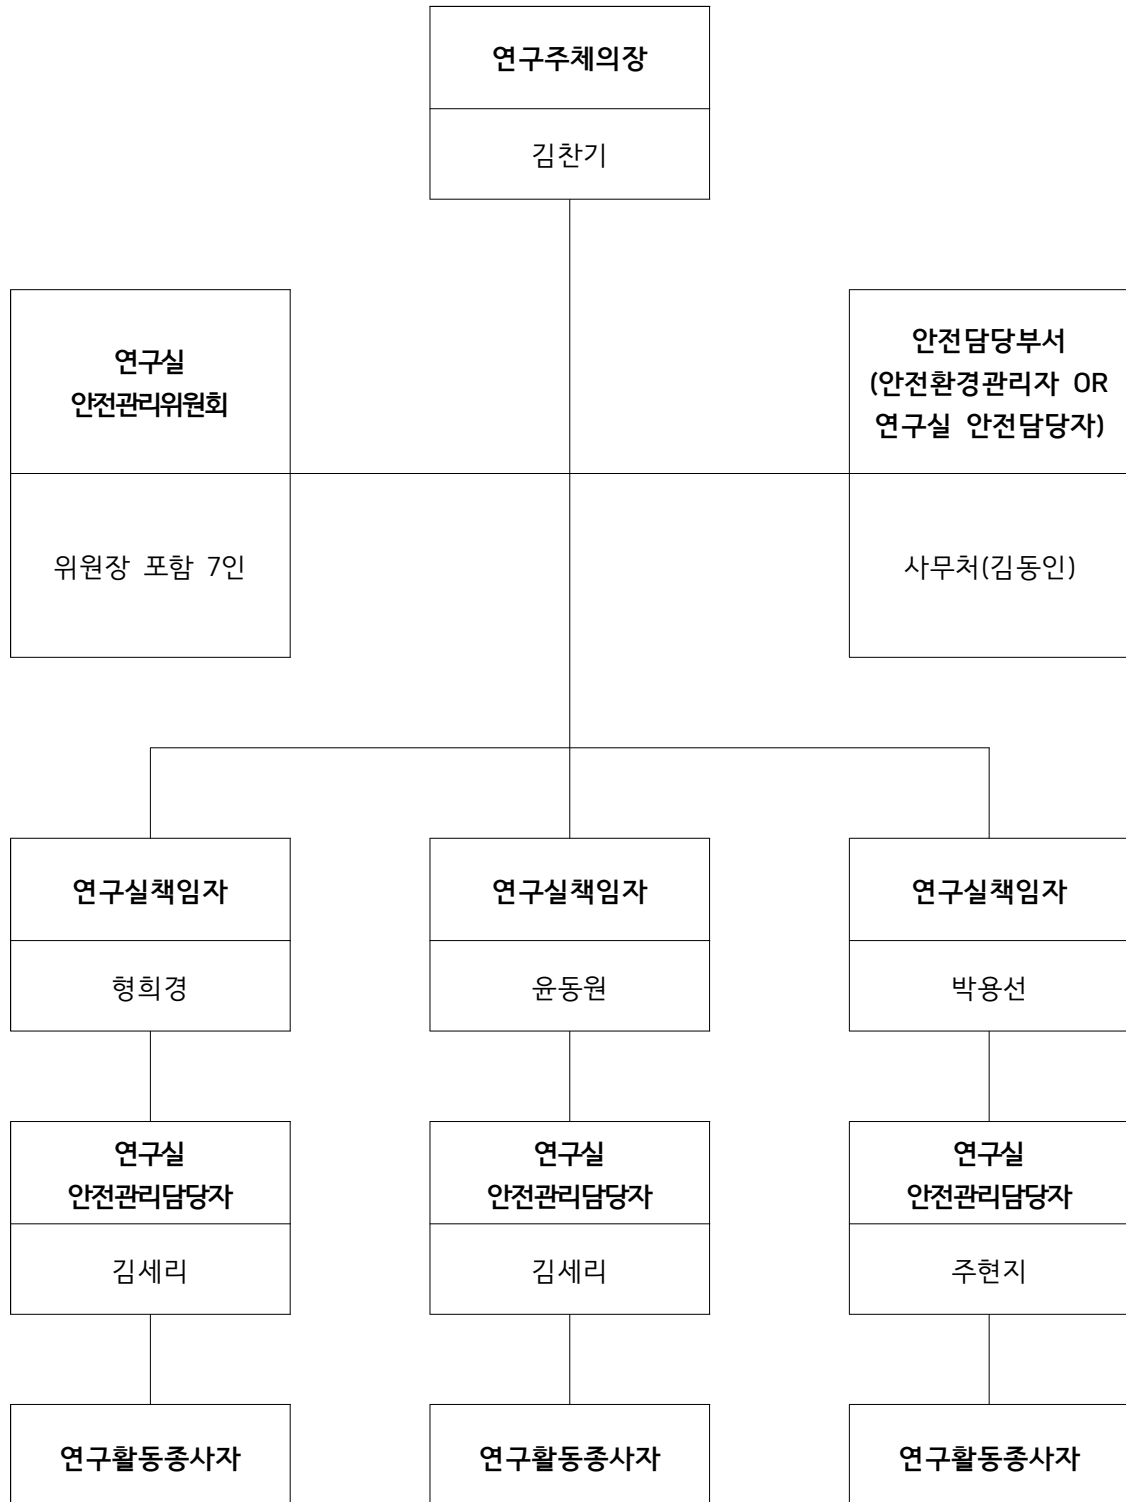 연구주체의장
김찬기
연구실
안전관리위원회
위원장 포함 7인
안전담당부서
(안전환경관리자 OR
연구실 안전담당자)
사무처(김동인)
연구실책임자
형희경
연구실책임자
윤동원
연구실책임자
박용선
연구실
안전관리담당자
김세리
연구실
안전관리담당자
김세리
연구실
안전관리담당자
주현지
연구활동종사자
연구활동종사자
연구활동종사자